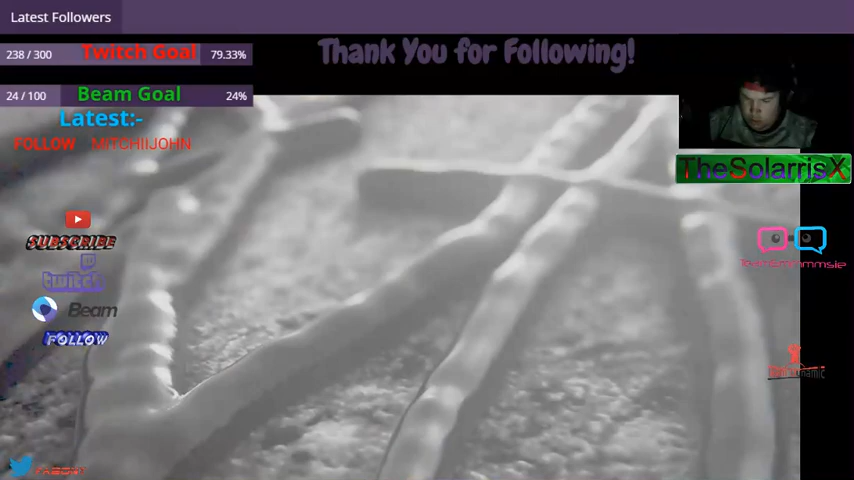 Latest Followers
238 / 300 Twitch Goal 79.33%
Thank You for Following!
24 / 100 Beam Goal 24%
Latest:-
FOLLOW MITCHIIJOHN
TheSolarrisX
SUBSCRIBE
twitch
Beam
FOLLOW